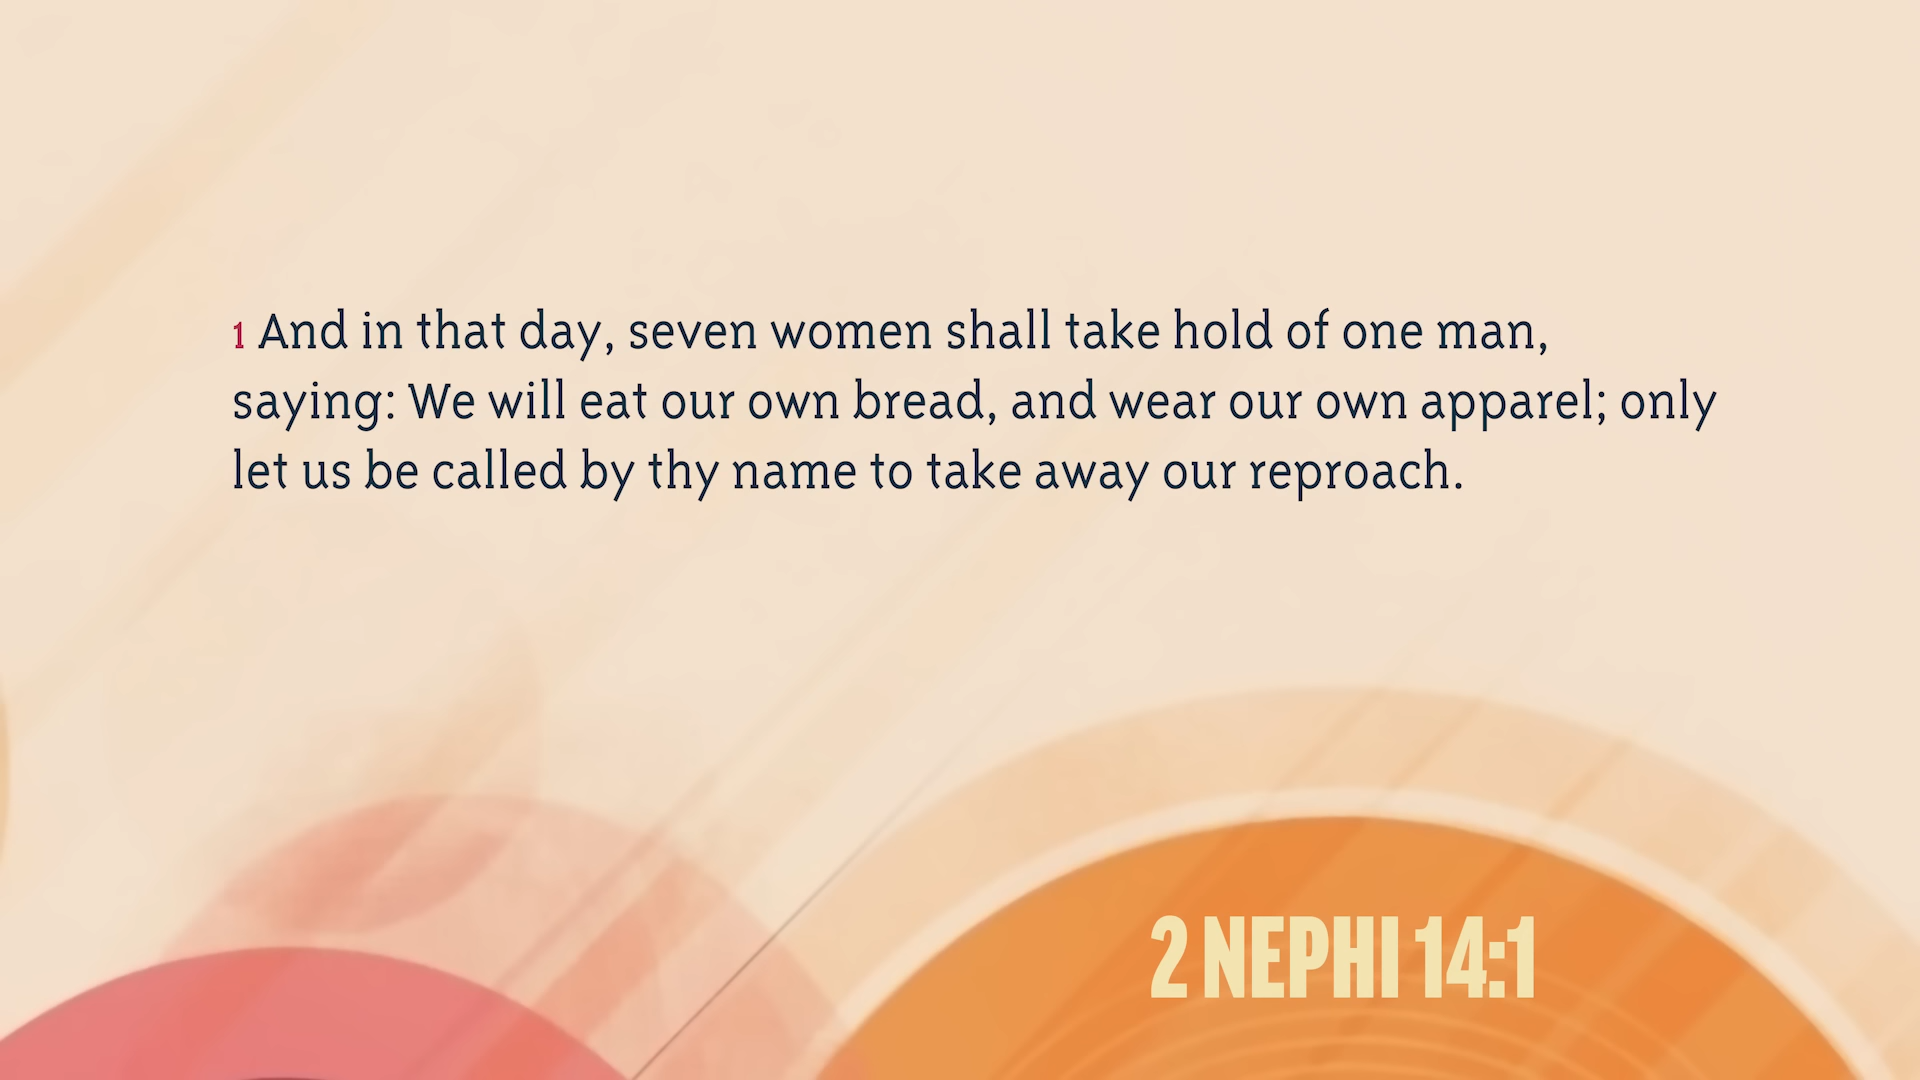 1 And in that day, seven women shall take hold of one man,
saying: We will eat our own bread, and wear our own apparel; only
let us be called by thy name to take away our reproach.
2 NEPHI 14:1